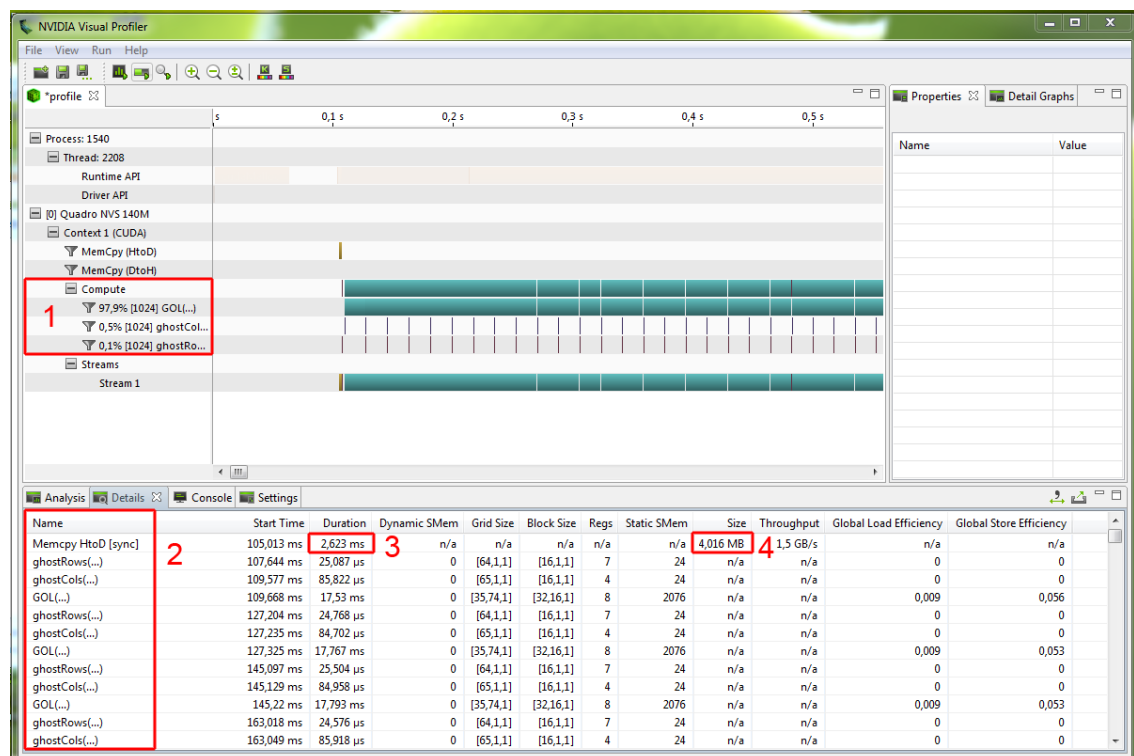 NVIDIA Visual Profiler
File View Run Help
*profile
Properties Detail Graphs
s 0,1 s 0,2 s 0,3 s 0,4 s 0,5 s
Name Value
Process: 1540
Thread: 2208
Runtime API
Driver API
[0] Quadro NVS 140M
Context 1 (CUDA)
MemCpy (HtoD)
MemCpy (DtoH)
Compute
1
97,9% [1024] GOL(...)
0,5% [1024] ghostCol...
0,1% [1024] ghostRo...
Streams
Stream 1
Analysis Details Console Settings
Name Start Time Duration Dynamic SMem Grid Size Block Size Regs Static SMem Size Throughput Global Load Efficiency Global Store Efficiency
Memcpy HtoD [sync] 105,013 ms 2,623 ms n/a n/a n/a n/a n/a 4,016 MB 1,5 GB/s n/a n/a
2 3 4
ghostRows(...) 107,644 ms 25,087 µs 0 [64,1,1] [16,1,1] 7 24 n/a n/a 0 0
ghostCols(...) 109,577 ms 85,822 µs 0 [65,1,1] [16,1,1] 4 24 n/a n/a 0 0
GOL(...) 109,668 ms 17,53 ms 0 [35,74,1] [32,16,1] 8 2076 n/a n/a 0,009 0,056
ghostRows(...) 127,204 ms 24,768 µs 0 [64,1,1] [16,1,1] 7 24 n/a n/a 0 0
ghostCols(...) 127,235 ms 84,702 µs 0 [65,1,1] [16,1,1] 4 24 n/a n/a 0 0
GOL(...) 127,325 ms 17,767 ms 0 [35,74,1] [32,16,1] 8 2076 n/a n/a 0,009 0,053
ghostRows(...) 145,097 ms 25,504 µs 0 [64,1,1] [16,1,1] 7 24 n/a n/a 0 0
ghostCols(...) 145,129 ms 84,958 µs 0 [65,1,1] [16,1,1] 4 24 n/a n/a 0 0
GOL(...) 145,22 ms 17,793 ms 0 [35,74,1] [32,16,1] 8 2076 n/a n/a 0,009 0,053
ghostRows(...) 163,018 ms 24,576 µs 0 [64,1,1] [16,1,1] 7 24 n/a n/a 0 0
ghostCols(...) 163,049 ms 85,918 µs 0 [65,1,1] [16,1,1] 4 24 n/a n/a 0 0